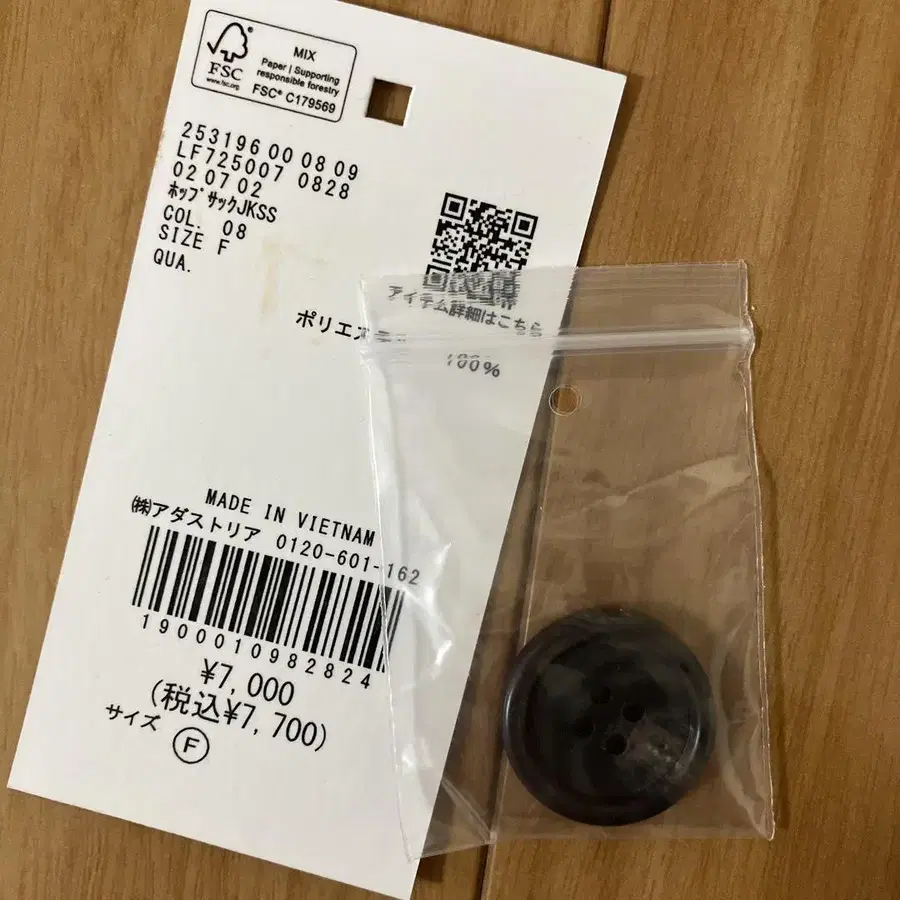 FSC
www.fsc.org
MIX
Paper | Supporting
responsible forestry
FSC® C179569
253196 00 08 09
LF725007 0828
02 07 02
ﾎｯﾌﾟｻｯｸJKSS
COL. 08
SIZE F
QUA.
アイテム詳細はこちら
ポリエステ
100%
MADE IN VIETNAM
㈱アダストリア 0120-601-162
1900010982824
¥7,000
(税込¥7,700)
サイズ
F